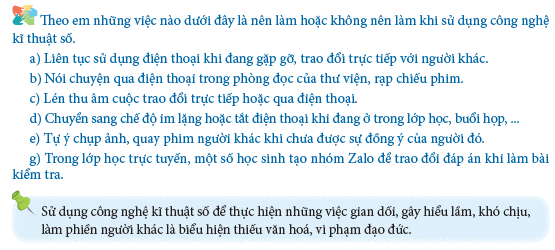 Theo em những việc nào dưới đây là nên làm hoặc không nên làm khi sử dụng công nghệ
kĩ thuật số.
a) Liên tục sử dụng điện thoại khi đang gặp gỡ, trao đổi trực tiếp với người khác.
b) Nói chuyện qua điện thoại trong phòng đọc của thư viện, rạp chiếu phim.
c) Lén thu âm cuộc trao đổi trực tiếp hoặc qua điện thoại.
d) Chuyển sang chế độ im lặng hoặc tắt điện thoại khi đang ở trong lớp học, buổi họp, ...
e) Tự ý chụp ảnh, quay phim người khác khi chưa được sự đồng ý của người đó.
g) Trong lớp học trực tuyến, một số học sinh tạo nhóm Zalo để trao đổi đáp án khi làm bài
kiểm tra.
Sử dụng công nghệ kĩ thuật số để thực hiện những việc gian dối, gây hiểu lầm, khó chịu,
làm phiền người khác là biểu hiện thiếu văn hoá, vi phạm đạo đức.